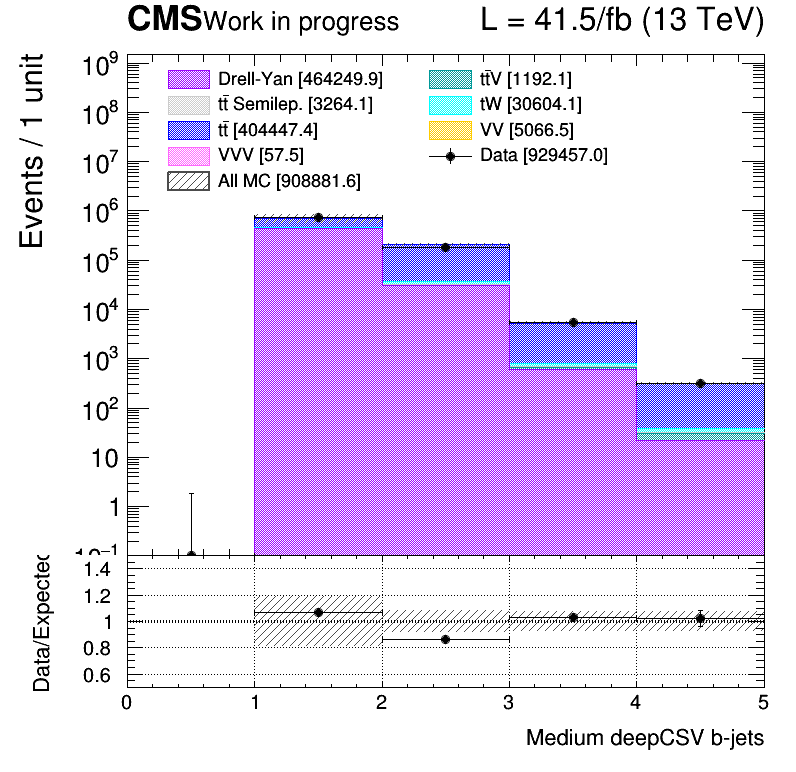 CMS Work in progress L = 41.5/fb (13 TeV)
Events / 1 unit
Drell-Yan [464249.9]
tt̄V [1192.1]
tt̄ Semilep. [3264.1]
tW [30604.1]
tt̄ [404447.4]
VV [5066.5]
VVV [57.5]
Data [929457.0]
All MC [908881.6]
10⁹
10⁸
10⁷
10⁶
10⁵
10⁴
10³
10²
10
1
10⁻¹
Data/Expected
1.4
1.2
1
0.8
0.6
0 1 2 3 4 5
Medium deepCSV b-jets